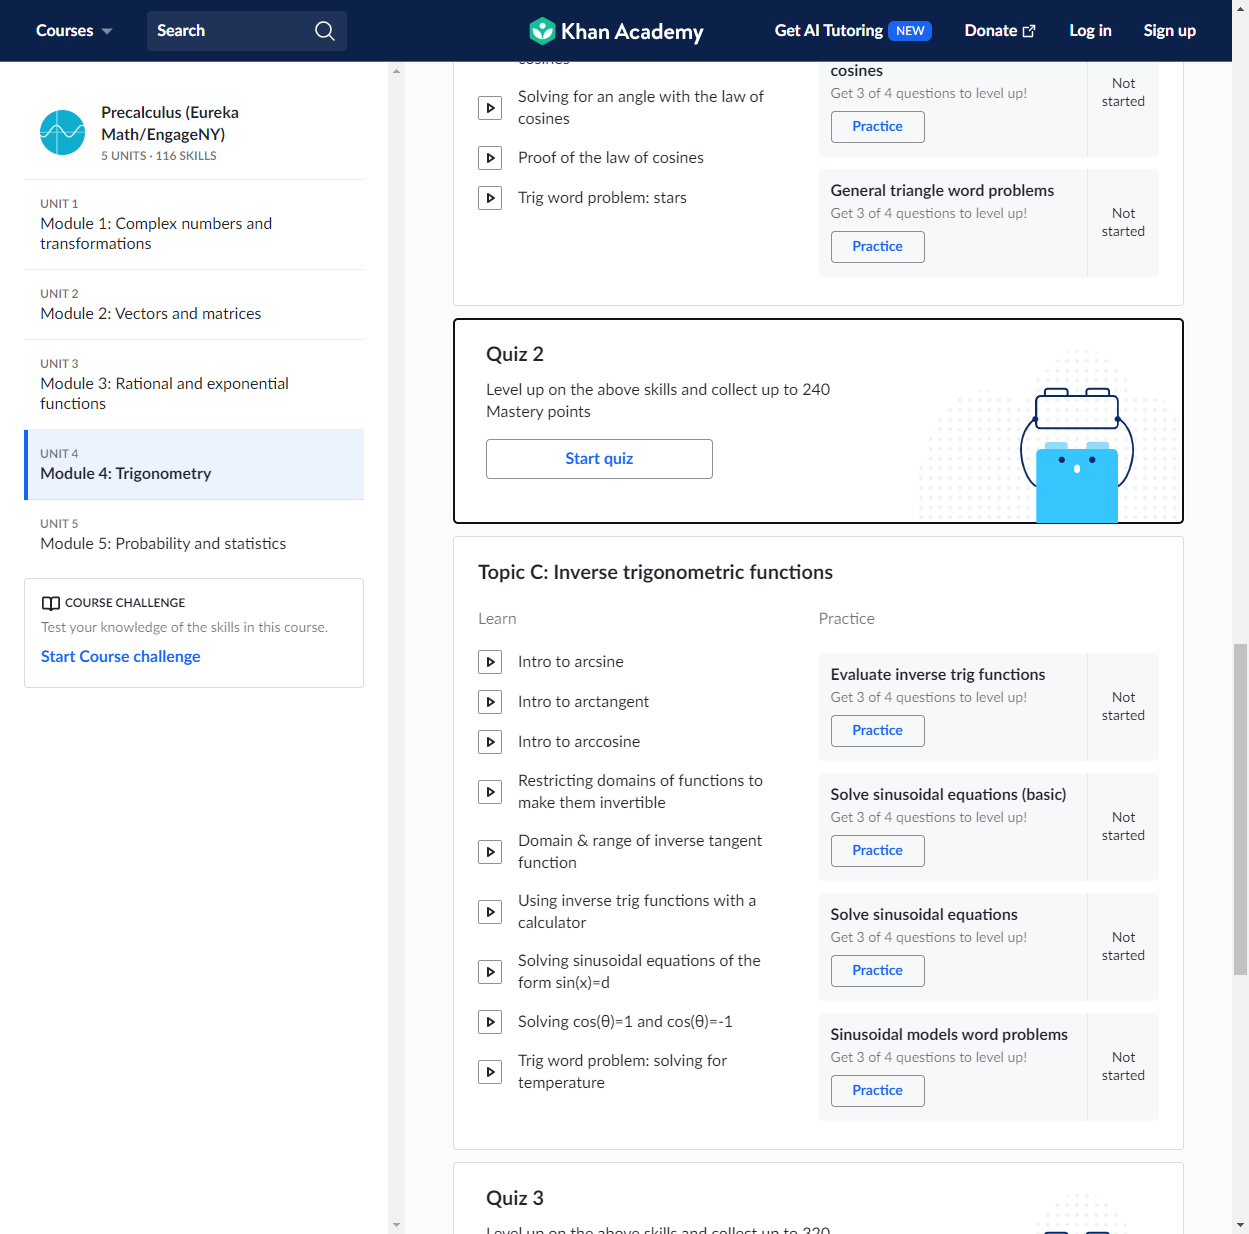 Courses
Search
Khan Academy
Get AI Tutoring NEW
Donate
Log in
Sign up
Precalculus (Eureka
Math/EngageNY)
5 UNITS · 116 SKILLS
UNIT 1
Module 1: Complex numbers and
transformations
UNIT 2
Module 2: Vectors and matrices
UNIT 3
Module 3: Rational and exponential
functions
UNIT 4
Module 4: Trigonometry
UNIT 5
Module 5: Probability and statistics
COURSE CHALLENGE
Test your knowledge of the skills in this course.
Start Course challenge
cosines
Solving for an angle with the law of
cosines
Proof of the law of cosines
Trig word problem: stars
cosines
Get 3 of 4 questions to level up!
Practice
Not
started
General triangle word problems
Get 3 of 4 questions to level up!
Practice
Not
started
Quiz 2
Level up on the above skills and collect up to 240
Mastery points
Start quiz
Topic C: Inverse trigonometric functions
Learn
Intro to arcsine
Intro to arctangent
Intro to arccosine
Restricting domains of functions to
make them invertible
Domain & range of inverse tangent
function
Using inverse trig functions with a
calculator
Solving sinusoidal equations of the
form sin(x)=d
Solving cos(θ)=1 and cos(θ)=-1
Trig word problem: solving for
temperature
Practice
Evaluate inverse trig functions
Get 3 of 4 questions to level up!
Practice
Not
started
Solve sinusoidal equations (basic)
Get 3 of 4 questions to level up!
Practice
Not
started
Solve sinusoidal equations
Get 3 of 4 questions to level up!
Practice
Not
started
Sinusoidal models word problems
Get 3 of 4 questions to level up!
Practice
Not
started
Quiz 3
Level up on the above skills and collect up to 320